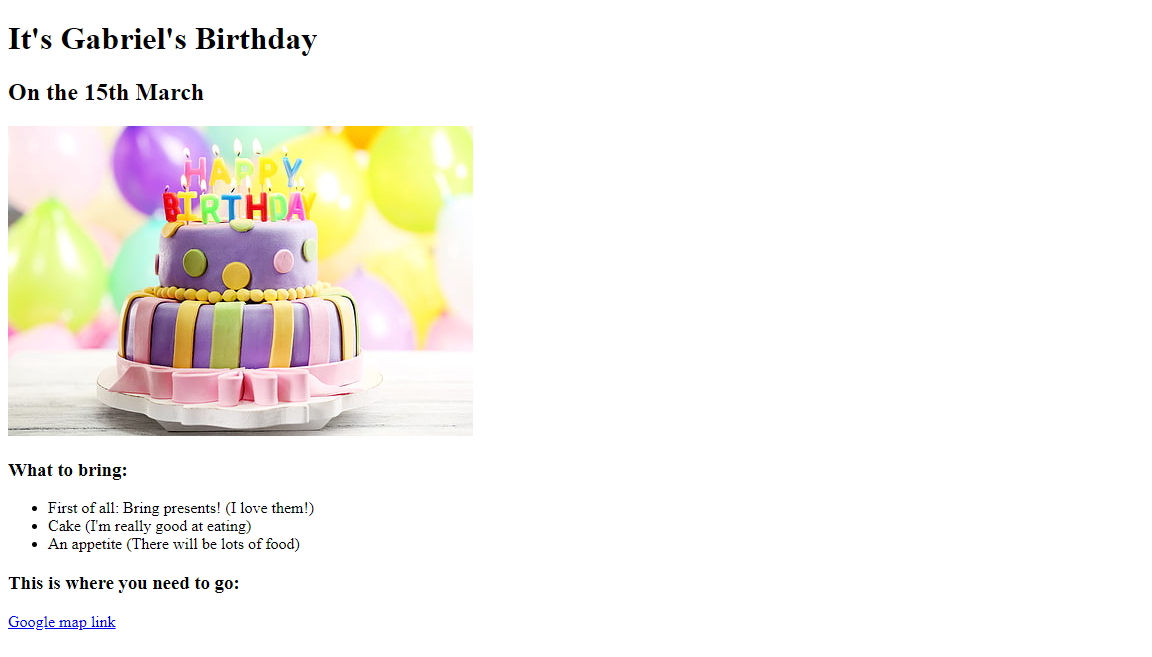 It's Gabriel's Birthday
On the 15th March
HAPPY
BIRTHDAY
What to bring:
First of all: Bring presents! (I love them!)
Cake (I'm really good at eating)
An appetite (There will be lots of food)
This is where you need to go:
Google map link